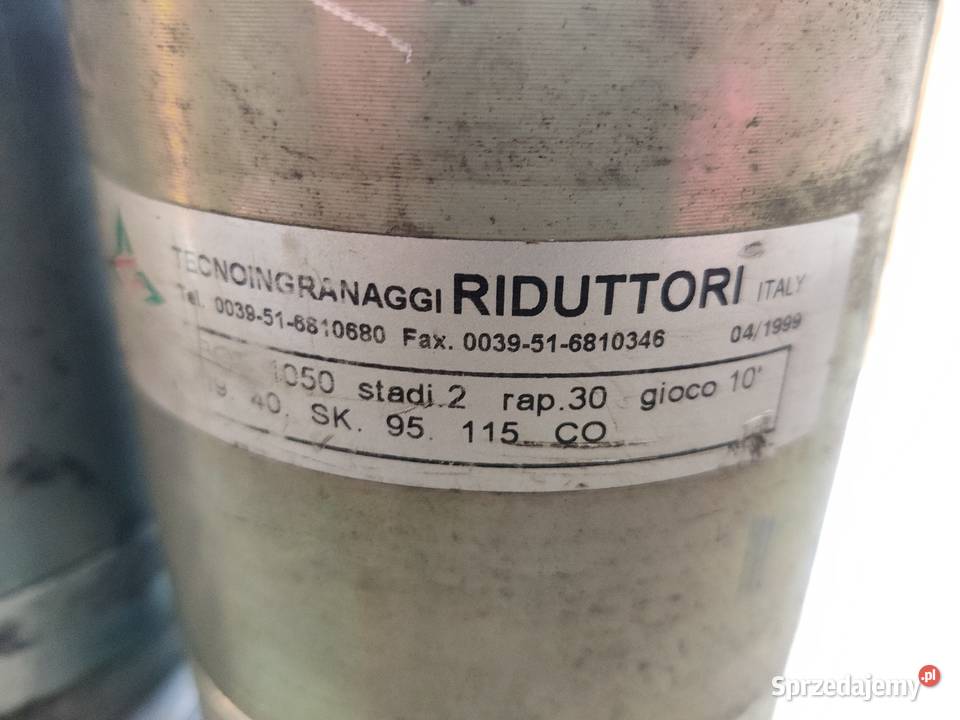 TECNOINGRANAGGI RIDUTTORI ITALY
Tel. 0039-51-6810680 Fax. 0039-51-6810346 04/1999
1050 stadi.2 rap.30 gioco 10'
19. 40. SK. 95. 115 CO
Sprzedajemy.pl